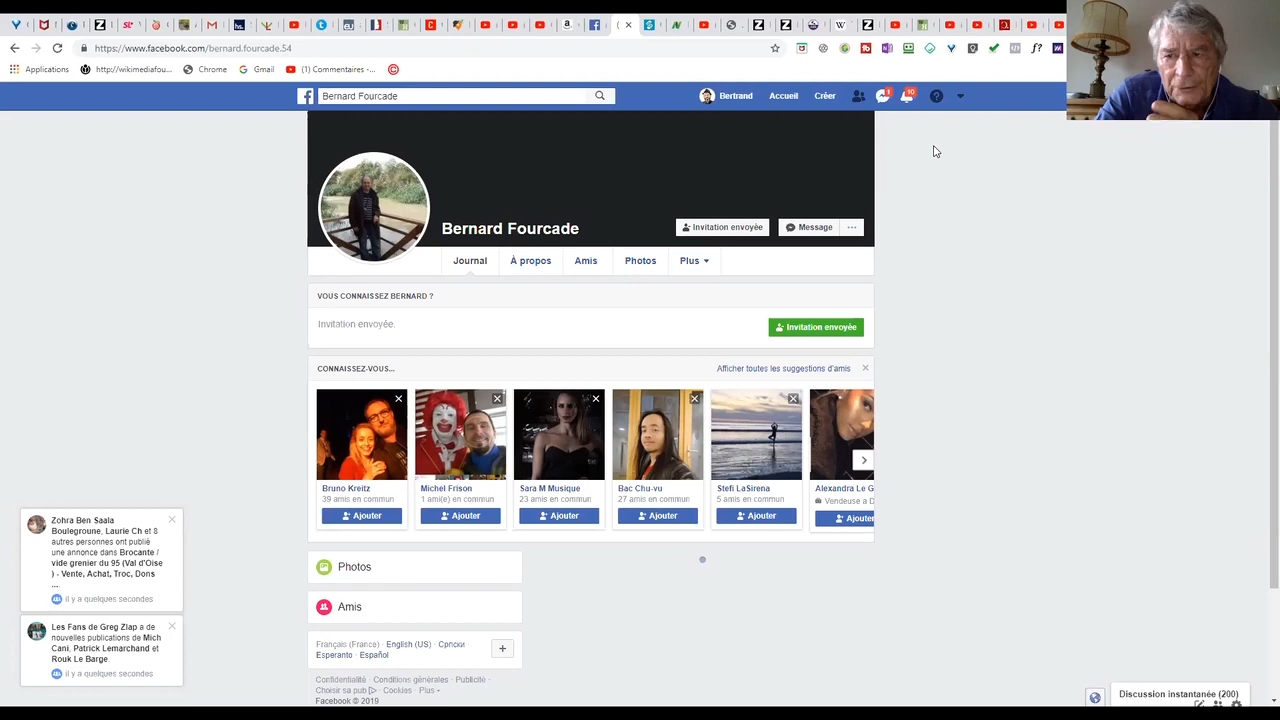 https://www.facebook.com/bernard.fourcade.54
Applications
http://wikimediafou...
Chrome
Gmail
(1) Commentaires -...
Bernard Fourcade
Bertrand
Accueil
Créer
1
10
Bernard Fourcade
Invitation envoyée
Message
Journal
À propos
Amis
Photos
Plus
VOUS CONNAISSEZ BERNARD ?
Invitation envoyée.
Invitation envoyée
CONNAISSEZ-VOUS...
Afficher toutes les suggestions d'amis
Bruno Kreitz
39 amis en commun
Ajouter
Michel Frison
1 ami(e) en commun
Ajouter
Sara M Musique
23 amis en commun
Ajouter
Bac Chu-vu
27 amis en commun
Ajouter
Stefi LaSirena
5 amis en commun
Ajouter
Alexandra Le G
Vendeuse a D
Ajouter
Zohra Ben Saala
Boulegroune, Laurie Ch et 8
autres personnes ont publié
une annonce dans Brocante /
vide grenier du 95 (Val d'Oise
) - Vente, Achat, Troc, Dons
...
il y a quelques secondes
Les Fans de Greg Zlap a de
nouvelles publications de Mich
Cani, Patrick Lemarchand et
Rouk Le Barge.
il y a quelques secondes
Photos
Amis
Français (France) · English (US) · Српски
Esperanto · Español
Confidentialité · Conditions générales · Publicité ·
Choisir sa pub · Cookies · Plus
Facebook © 2019
Discussion instantanée (200)